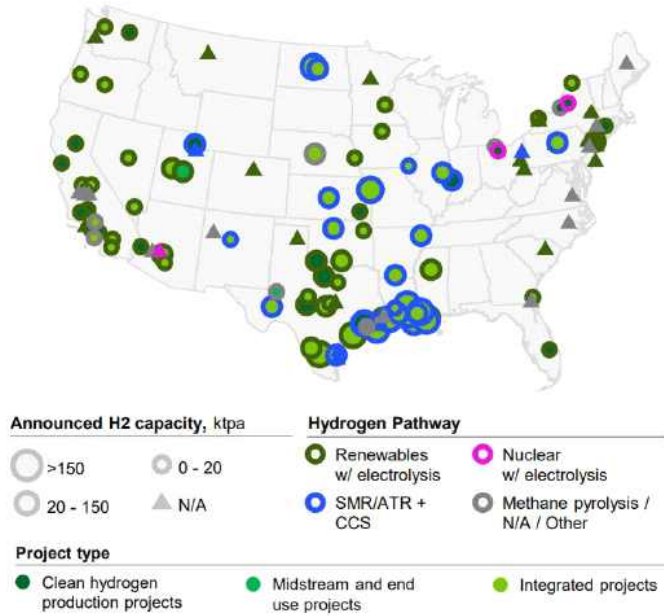 Announced H2 capacity, ktpa
>150
0 - 20
20 - 150
N/A
Hydrogen Pathway
Renewables
w/ electrolysis
Nuclear
w/ electrolysis
SMR/ATR +
CCS
Methane pyrolysis /
N/A / Other
Project type
Clean hydrogen
production projects
Midstream and end
use projects
Integrated projects